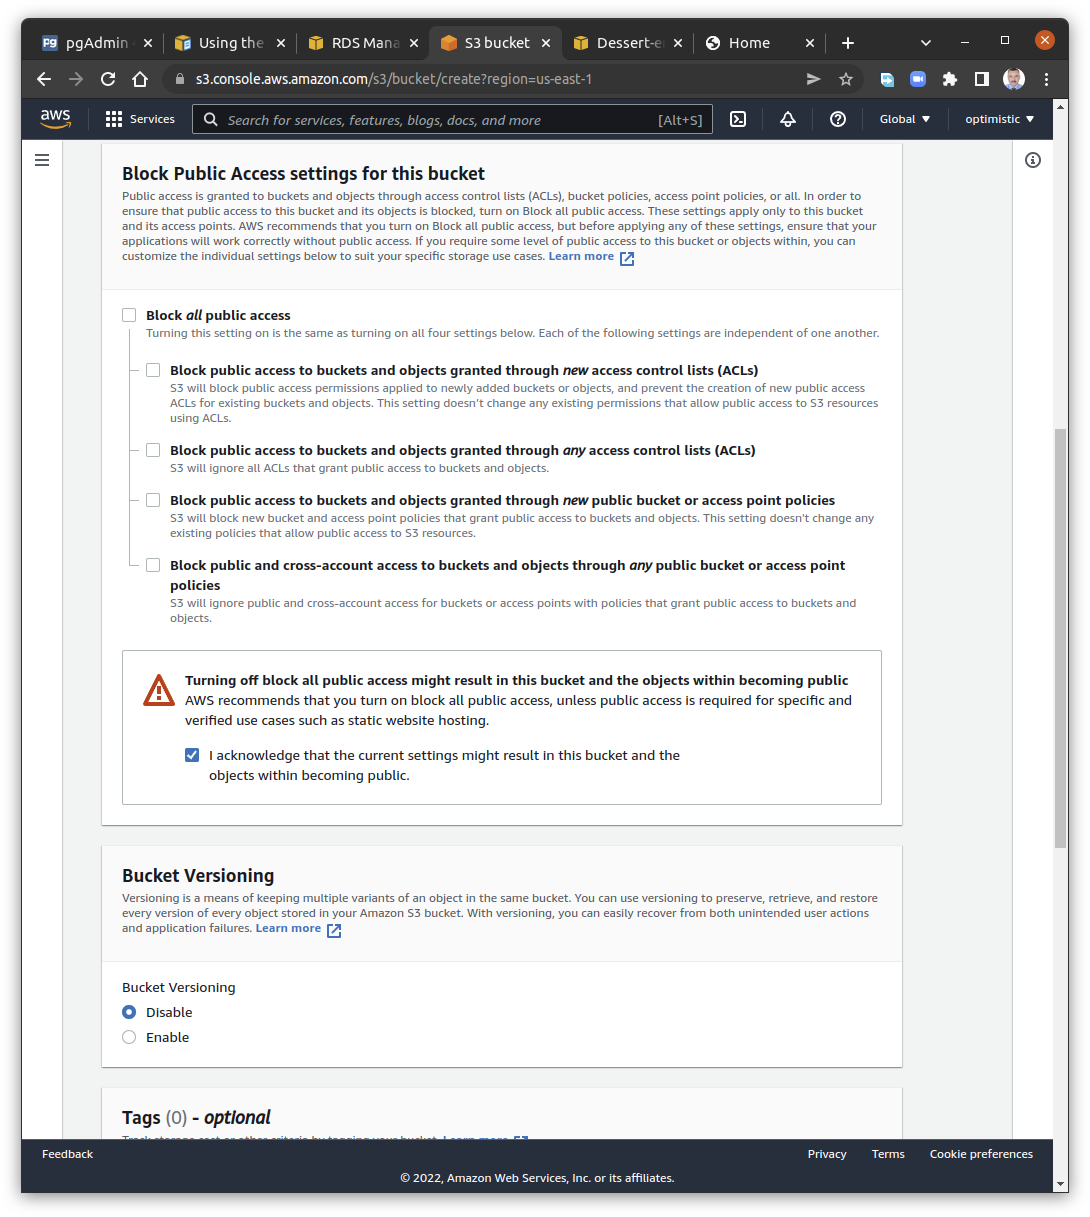 pg pgAdmin
Using the
RDS Mana
S3 bucket
Dessert-e
Home
s3.console.aws.amazon.com/s3/bucket/create?region=us-east-1
aws
Services
Search for services, features, blogs, docs, and more
[Alt+S]
Global
optimistic
Block Public Access settings for this bucket
Public access is granted to buckets and objects through access control lists (ACLs), bucket policies, access point policies, or all. In order to
ensure that public access to this bucket and its objects is blocked, turn on Block all public access. These settings apply only to this bucket
and its access points. AWS recommends that you turn on Block all public access, but before applying any of these settings, ensure that your
applications will work correctly without public access. If you require some level of public access to this bucket or objects within, you can
customize the individual settings below to suit your specific storage use cases. Learn more
Block all public access
Turning this setting on is the same as turning on all four settings below. Each of the following settings are independent of one another.
Block public access to buckets and objects granted through new access control lists (ACLs)
S3 will block public access permissions applied to newly added buckets or objects, and prevent the creation of new public access
ACLs for existing buckets and objects. This setting doesn't change any existing permissions that allow public access to S3 resources
using ACLs.
Block public access to buckets and objects granted through any access control lists (ACLs)
S3 will ignore all ACLs that grant public access to buckets and objects.
Block public access to buckets and objects granted through new public bucket or access point policies
S3 will block new bucket and access point policies that grant public access to buckets and objects. This setting doesn't change any
existing policies that allow public access to S3 resources.
Block public and cross-account access to buckets and objects through any public bucket or access point
policies
S3 will ignore public and cross-account access for buckets or access points with policies that grant public access to buckets and
objects.
Turning off block all public access might result in this bucket and the objects within becoming public
AWS recommends that you turn on block all public access, unless public access is required for specific and
verified use cases such as static website hosting.
I acknowledge that the current settings might result in this bucket and the
objects within becoming public.
Bucket Versioning
Versioning is a means of keeping multiple variants of an object in the same bucket. You can use versioning to preserve, retrieve, and restore
every version of every object stored in your Amazon S3 bucket. With versioning, you can easily recover from both unintended user actions
and application failures. Learn more
Bucket Versioning
Disable
Enable
Tags (0) - optional
Track storage cost or other criteria by tagging your bucket. Learn more
Feedback
Privacy
Terms
Cookie preferences
© 2022, Amazon Web Services, Inc. or its affiliates.